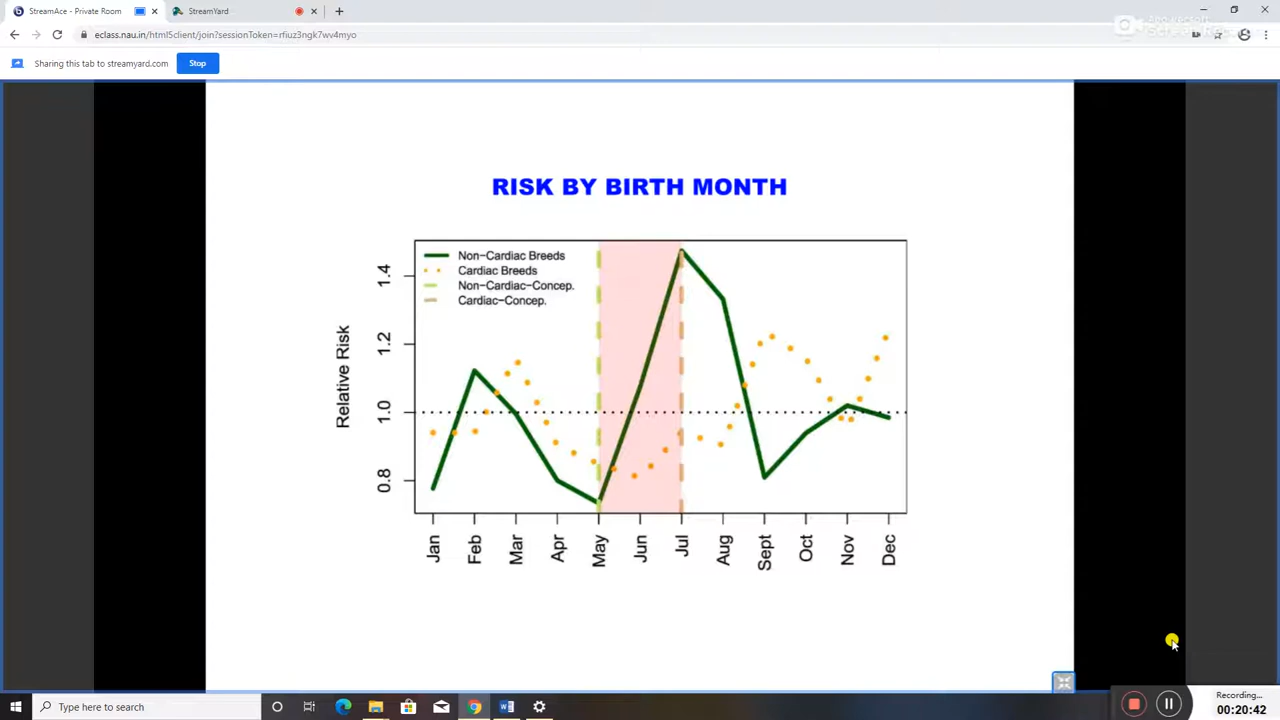 StreamAce - Private Room
StreamYard
eclass.nau.in/html5client/join?sessionToken=rfiuz3ngk7wv4myo
Sharing this tab to streamyard.com
Stop
RISK BY BIRTH MONTH
Non-Cardiac Breeds
Cardiac Breeds
Non-Cardiac-Concep.
Cardiac-Concep.
Relative Risk
1.4
1.2
1.0
0.8
Jan
Feb
Mar
Apr
May
Jun
Jul
Aug
Sept
Oct
Nov
Dec
Type here to search
Recording...
00:20:42